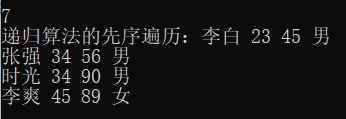 7
递归算法的先序遍历：李白 23 45 男
张强 34 56 男
时光 34 90 男
李爽 45 89 女